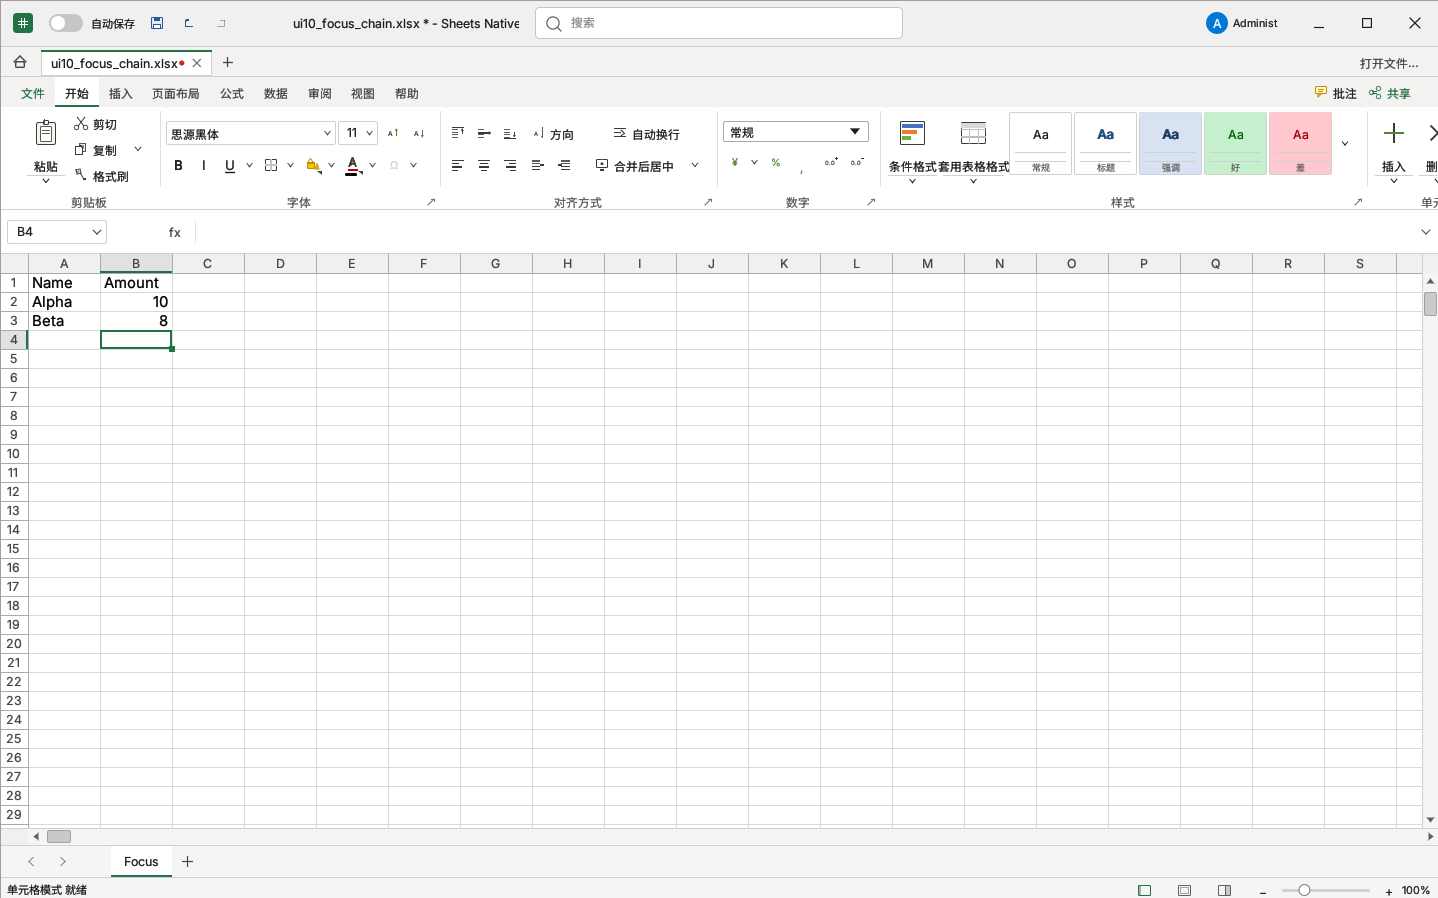 自动保存
ui10_focus_chain.xlsx * - Sheets Native
搜索
A
Administ
ui10_focus_chain.xlsx
打开文件...
文件
开始
插入
页面布局
公式
数据
审阅
视图
帮助
批注
共享
粘贴
剪切
复制
格式刷
剪贴板
思源黑体
11
B
I
U
字体
方向
自动换行
合并后居中
对齐方式
常规
¥
%
,
数字
条件格式
套用表格格式
Aa
常规
Aa
标题
Aa
强调
Aa
好
Aa
差
样式
插入
删
单元
B4
fx
A B C D E F G H I J K L M N O P Q R S
1 Name Amount
2 Alpha 10
3 Beta 8
4
5
6
7
8
9
10
11
12
13
14
15
16
17
18
19
20
21
22
23
24
25
26
27
28
29
Focus
单元格模式 就绪
100%